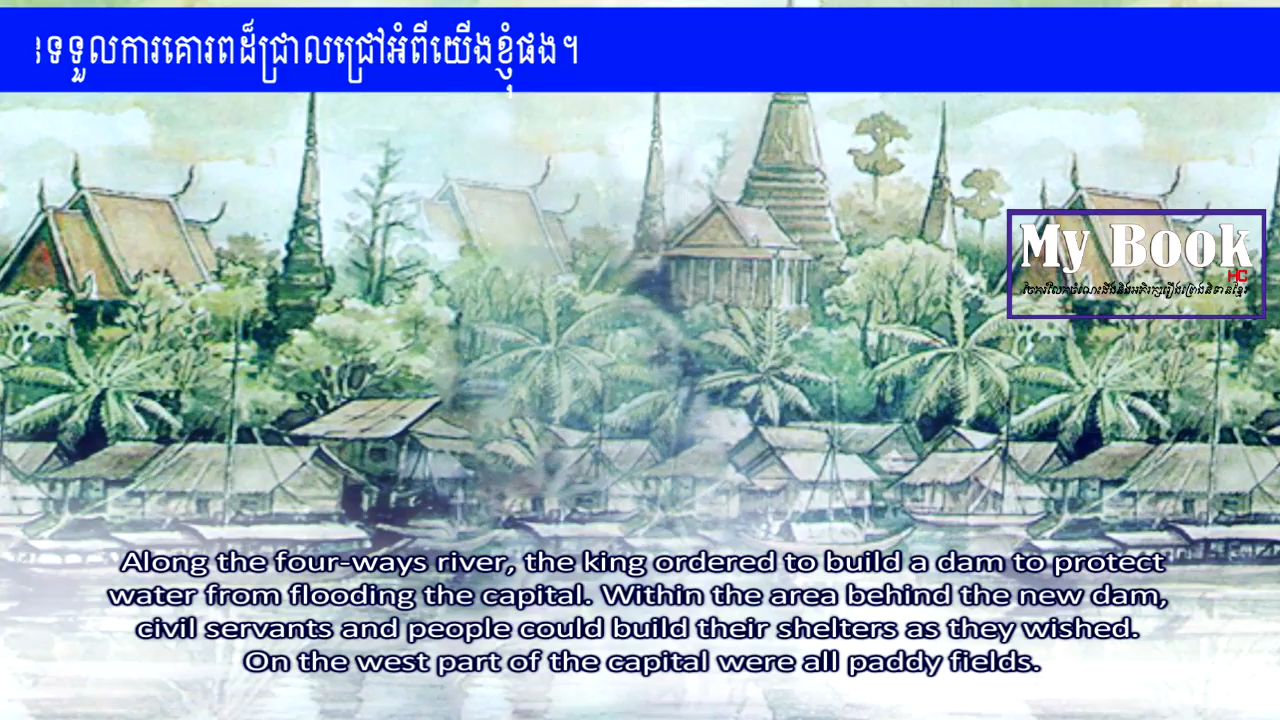 ទទួលការគោរពដ៏ជ្រាលជ្រៅអំពីយើងខ្ញុំផង។
My Book
HC
Along the four-ways river, the king ordered to build a dam to protect
water from flooding the capital. Within the area behind the new dam,
civil servants and people could build their shelters as they wished.
On the west part of the capital were all paddy fields.